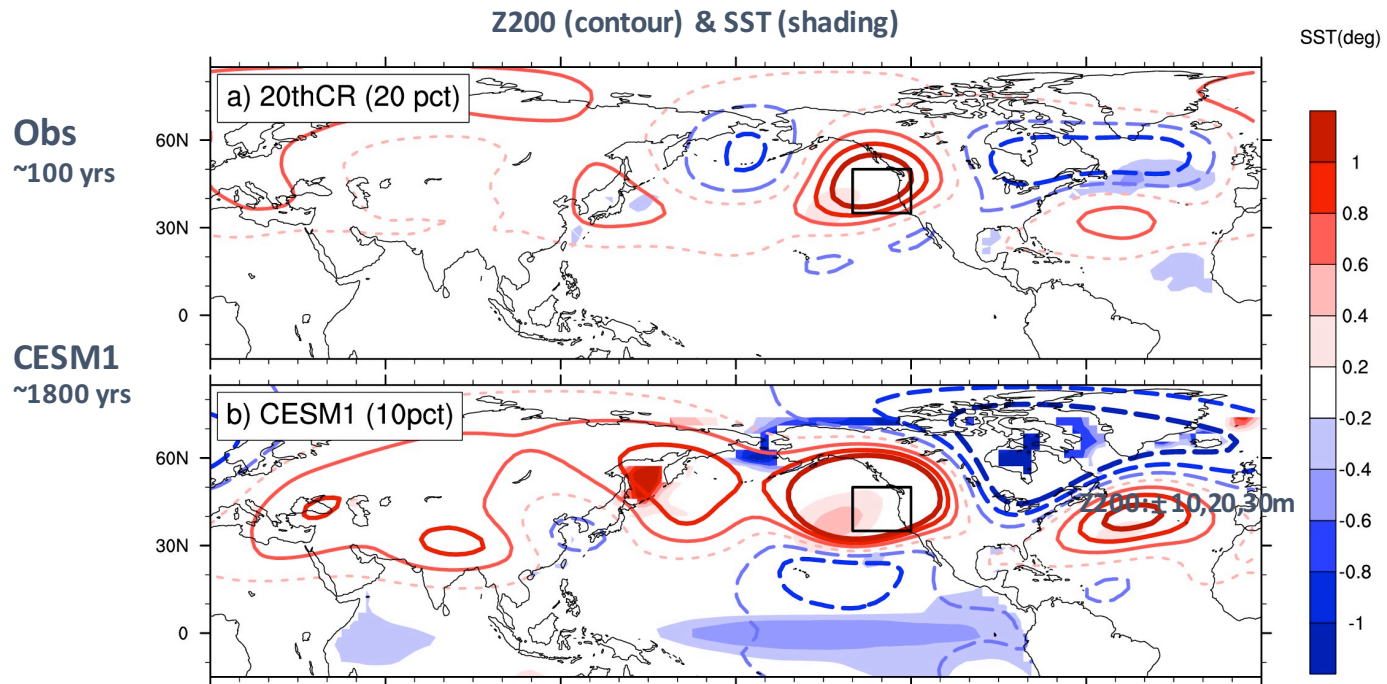 Z200 (contour) & SST (shading)
SST(deg)
a) 20thCR (20 pct)
Obs
~100 yrs
60N
30N
0
CESM1
~1800 yrs
b) CESM1 (10pct)
60N
30N
0
Z200:± 10,20,30m
1
0.8
0.6
0.4
0.2
-0.2
-0.4
-0.6
-0.8
-1